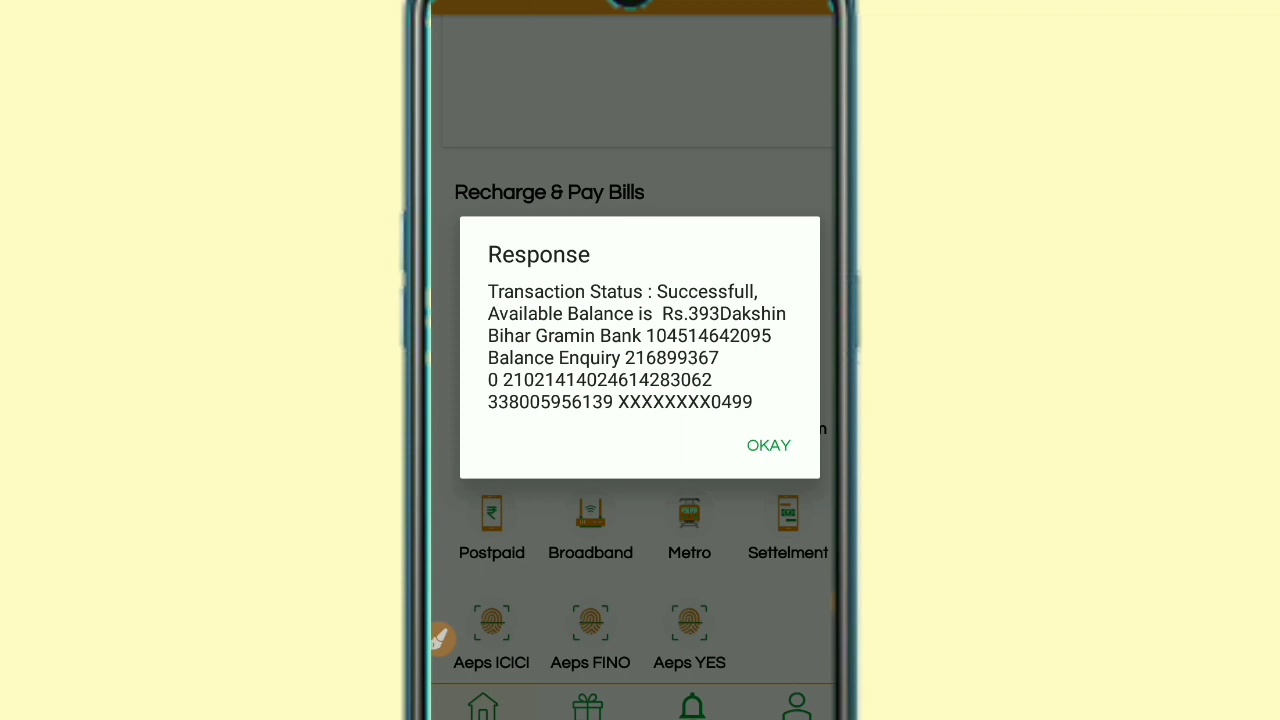 Recharge & Pay Bills
Response
Transaction Status : Successfull,
Available Balance is  Rs.393Dakshin
Bihar Gramin Bank 104514642095
Balance Enquiry 216899367
0 21021414024614283062
338005956139 XXXXXXXX0499
OKAY
Postpaid Broadband Metro Settelment
Aeps ICICI Aeps FINO Aeps YES